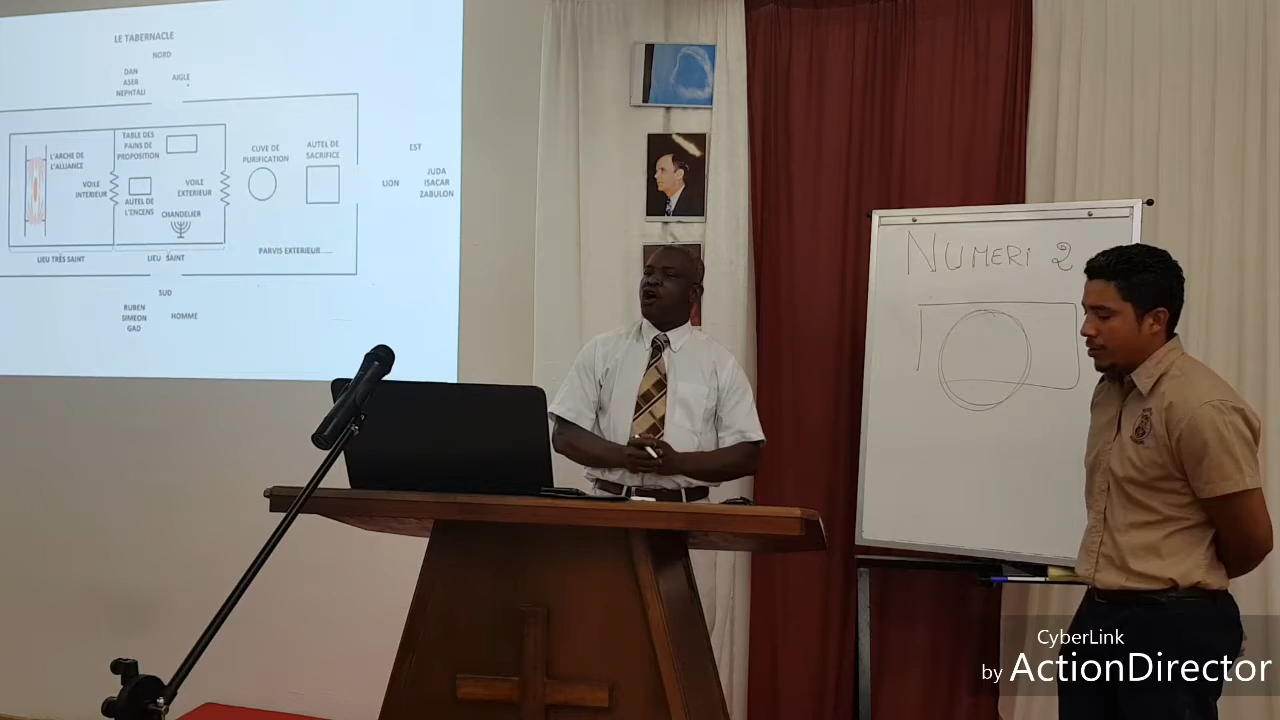 LE TABERNACLE
NORD
DAN
ASER
NEPHTALI
AIGLE
L'ARCHE DE
L'ALLIANCE
TABLE DES
PAINS DE
PROPOSITION
VOILE
INTERIEUR
AUTEL DE
L'ENCENS
VOILE
EXTERIEUR
CHANDELIER
CUVE DE
PURIFICATION
AUTEL DE
SACRIFICE
EST
LION
JUDA
ISACAR
ZABULON
LIEU TRÈS SAINT
LIEU SAINT
PARVIS EXTERIEUR
SUD
RUBEN
SIMEON
GAD
HOMME
NUMERI 2
CyberLink
by ActionDirector